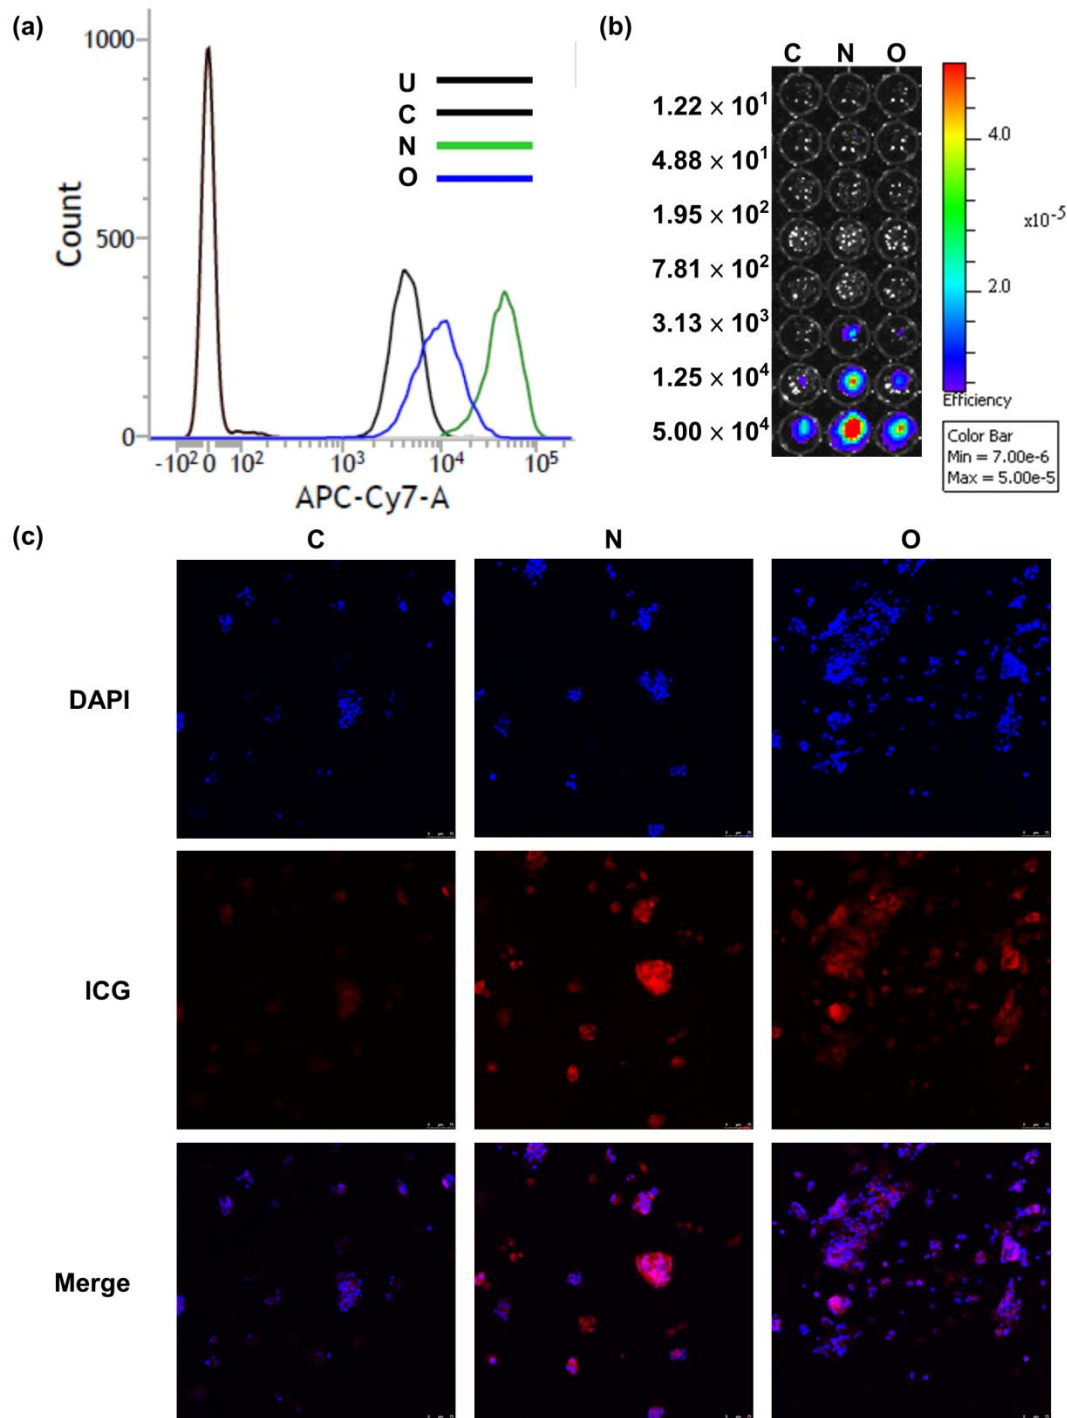 (a)
1000
500
0
Count
U
C
N
O
-10² 0 10² 10³ 10⁴ 10⁵
APC-Cy7-A
(b)
C N O
1.22 × 10¹
4.88 × 10¹
1.95 × 10²
7.81 × 10²
3.13 × 10³
1.25 × 10⁴
5.00 × 10⁴
4.0
x10⁻⁵
2.0
Efficiency
Color Bar
Min = 7.00e-6
Max = 5.00e-5
(c)
C N O
DAPI
ICG
Merge